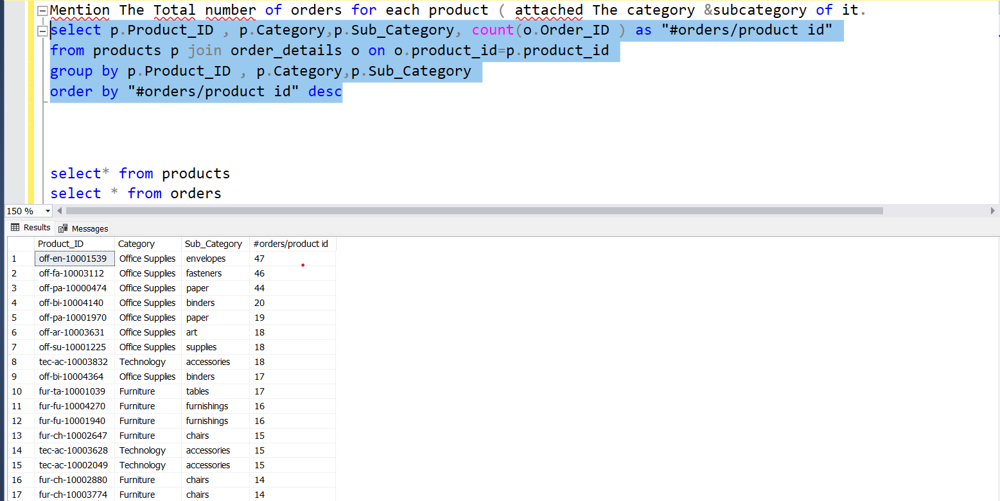 Mention The Total number of orders for each product ( attached The category &subcategory of it.
select p.Product_ID , p.Category,p.Sub_Category, count(o.Order_ID ) as "#orders/product id"
from products p join order_details o on o.product_id=p.product_id
group by p.Product_ID , p.Category,p.Sub_Category
order by "#orders/product id" desc
select* from products
select * from orders
150 %
Results Messages
Product_ID Category Sub_Category #orders/product id
1 off-en-10001539 Office Supplies envelopes 47
2 off-fa-10003112 Office Supplies fasteners 46
3 off-pa-10000474 Office Supplies paper 44
4 off-bi-10004140 Office Supplies binders 20
5 off-pa-10001970 Office Supplies paper 19
6 off-ar-10003631 Office Supplies art 18
7 off-su-10001225 Office Supplies supplies 18
8 tec-ac-10003832 Technology accessories 18
9 off-bi-10004364 Office Supplies binders 17
10 fur-ta-10001039 Furniture tables 17
11 fur-fu-10004270 Furniture furnishings 16
12 fur-fu-10001940 Furniture furnishings 16
13 fur-ch-10002647 Furniture chairs 15
14 tec-ac-10003628 Technology accessories 15
15 tec-ac-10002049 Technology accessories 15
16 fur-ch-10002880 Furniture chairs 14
17 fur-ch-10003774 Furniture chairs 14